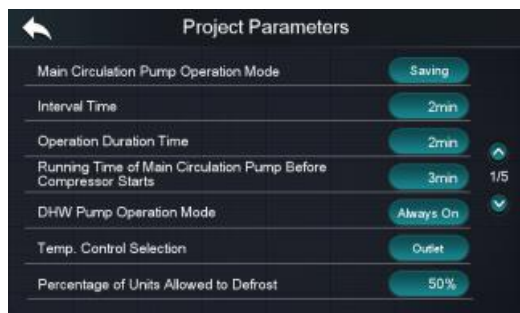 Project Parameters
Main Circulation Pump Operation Mode Saving
Interval Time 2min
Operation Duration Time 2min
Running Time of Main Circulation Pump Before
Compressor Starts 3min
1/5
DHW Pump Operation Mode Always On
Temp. Control Selection Outlet
Percentage of Units Allowed to Defrost 50%